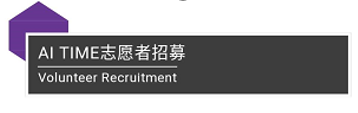 AI TIME志愿者招募
Volunteer Recruitment